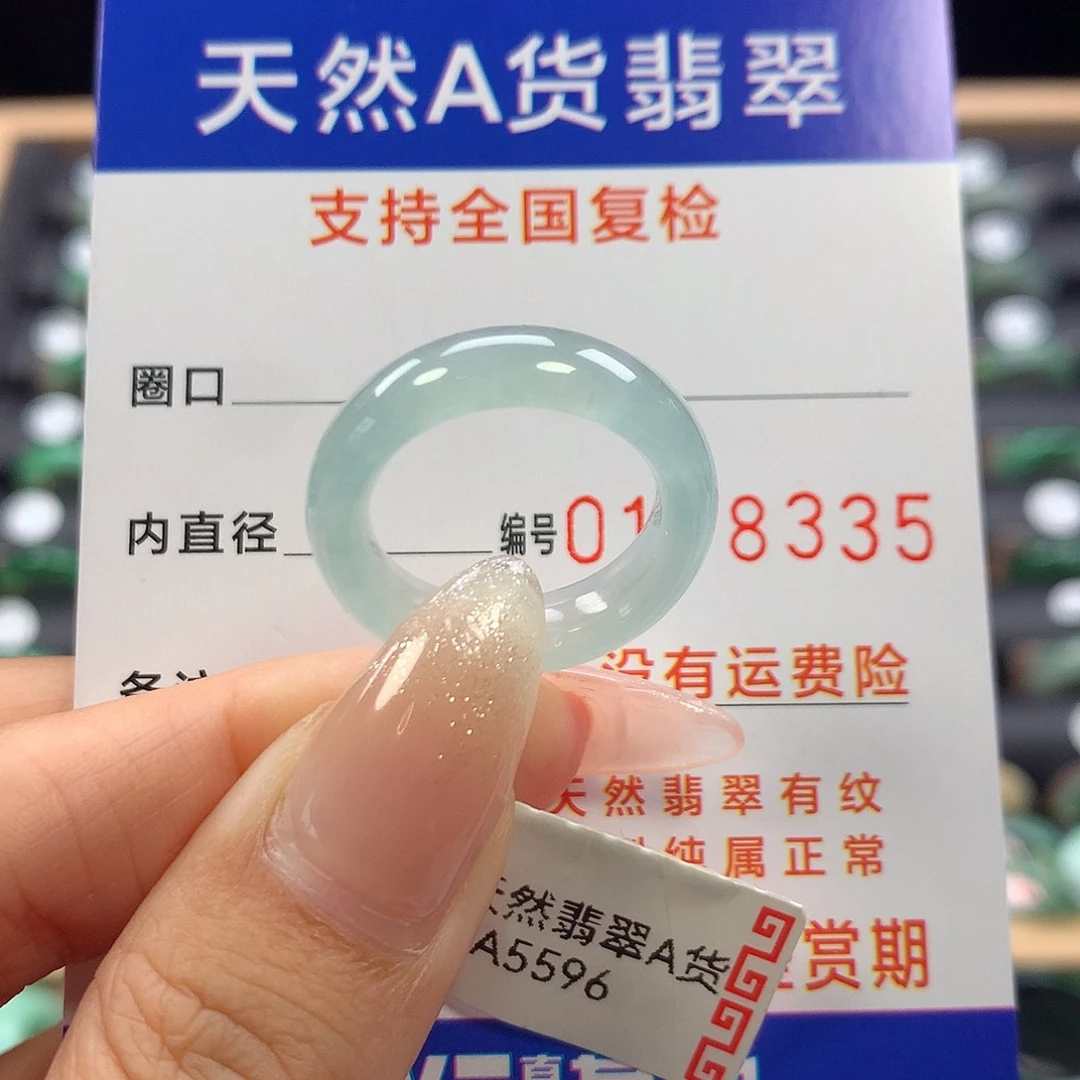 天然A货翡翠
支持全国复检
圈口
内直径 编号 01 8335
没有运费险
天然翡翠有纹
纯属正常
赏期
天然翡翠A货
A5596